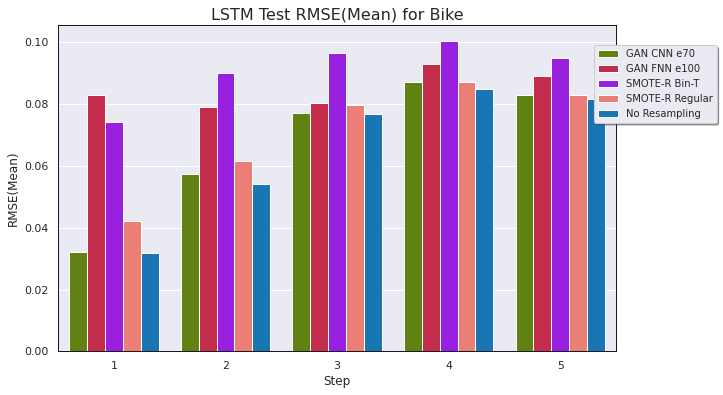 LSTM Test RMSE(Mean) for Bike
0.10
0.08
0.06
0.04
0.02
0.00
RMSE(Mean)
1 2 3 4 5
Step
GAN CNN e70
GAN FNN e100
SMOTE-R Bin-T
SMOTE-R Regular
No Resampling